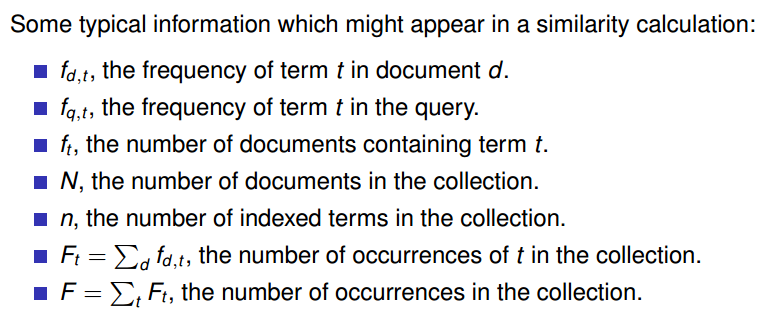 Some typical information which might appear in a similarity calculation:
■ f_{d,t}, the frequency of term t in document d.
■ f_{q,t}, the frequency of term t in the query.
■ f_t, the number of documents containing term t.
■ N, the number of documents in the collection.
■ n, the number of indexed terms in the collection.
■ F_t = ∑_d f_{d,t}, the number of occurrences of t in the collection.
■ F = ∑_t F_t, the number of occurrences in the collection.